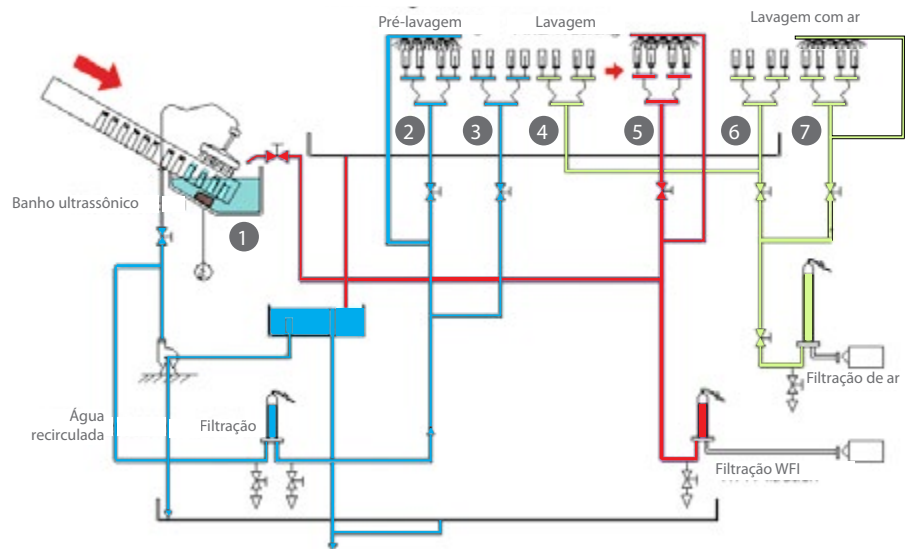 Pré-lavagem
Lavagem
Lavagem com ar
2
3
4
5
6
7
Banho ultrassônico
1
Água
recirculada
Filtração
Filtração de ar
Filtração WFI